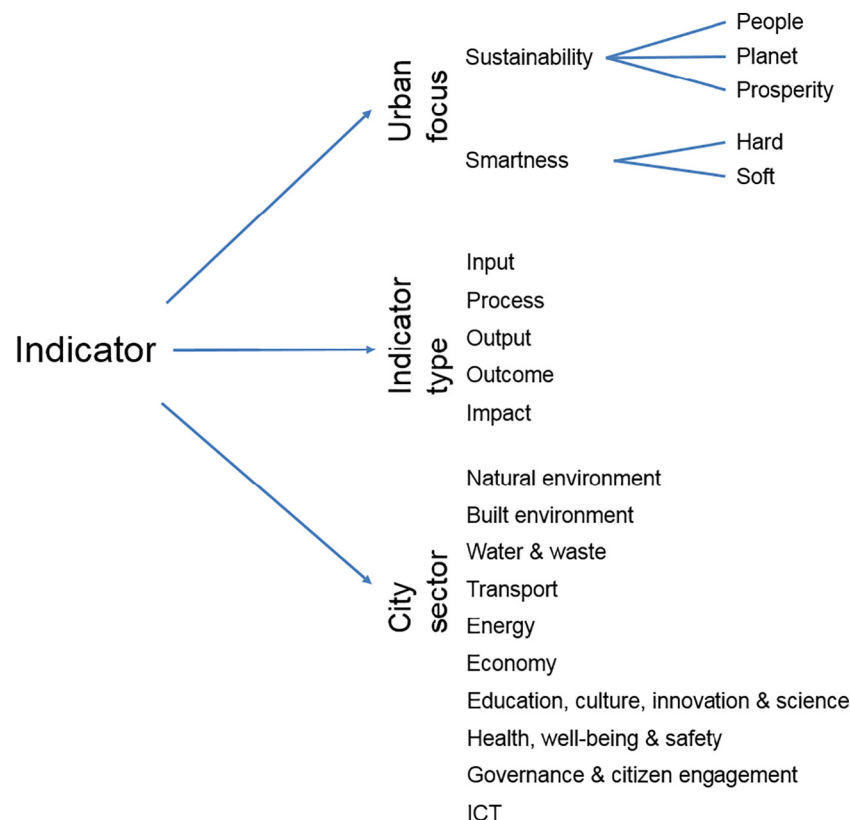 Indicator
Urban
focus
Sustainability
People
Planet
Prosperity
Smartness
Hard
Soft
Indicator
type
Input
Process
Output
Outcome
Impact
City
sector
Natural environment
Built environment
Water & waste
Transport
Energy
Economy
Education, culture, innovation & science
Health, well-being & safety
Governance & citizen engagement
ICT